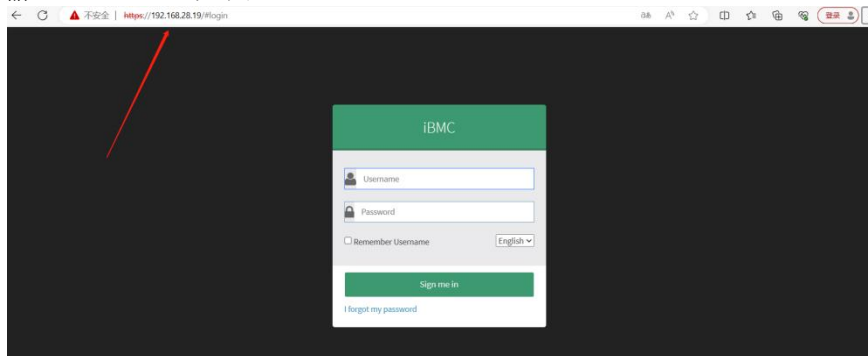 不安全 | https://192.168.28.19/#login
登录
iBMC
Username
Password
Remember Username
English
Sign me in
I forgot my password